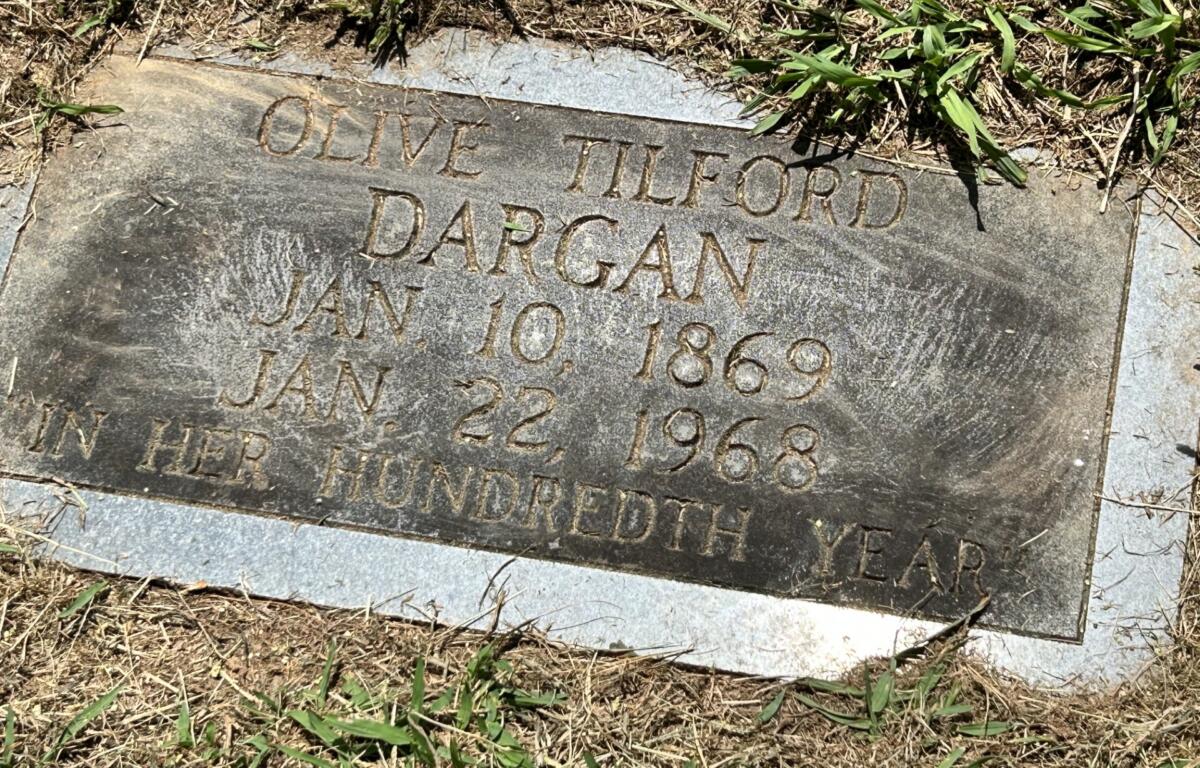 OLIVE TILFORD
DARGAN
JAN. 10, 1869
JAN. 22, 1968
"IN HER HUNDREDTH YEAR"